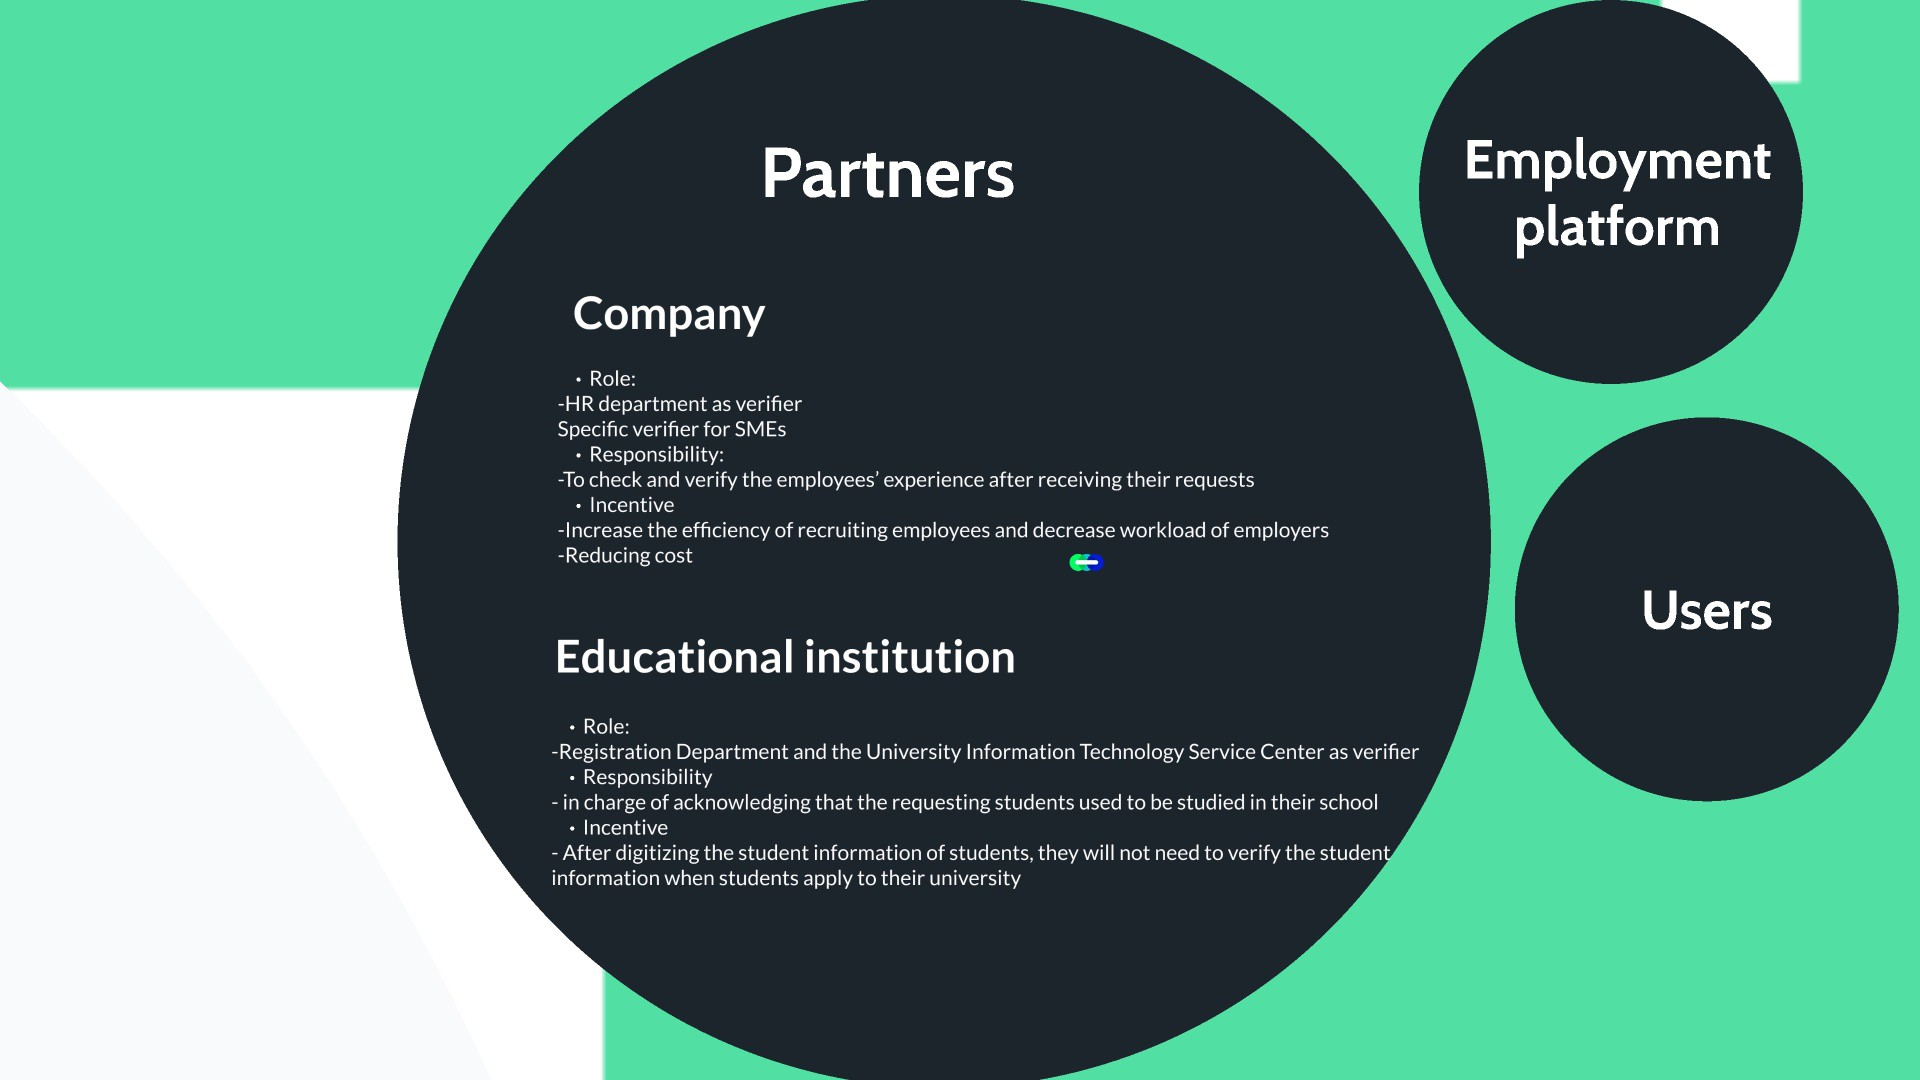 Partners
Company
• Role:
-HR department as verifier
Specific verifier for SMEs
• Responsibility:
-To check and verify the employees’ experience after receiving their requests
• Incentive
-Increase the efficiency of recruiting employees and decrease workload of employers
-Reducing cost
Educational institution
• Role:
-Registration Department and the University Information Technology Service Center as verifier
• Responsibility
- in charge of acknowledging that the requesting students used to be studied in their school
• Incentive
- After digitizing the student information of students, they will not need to verify the student
information when students apply to their university
Employment
platform
Users